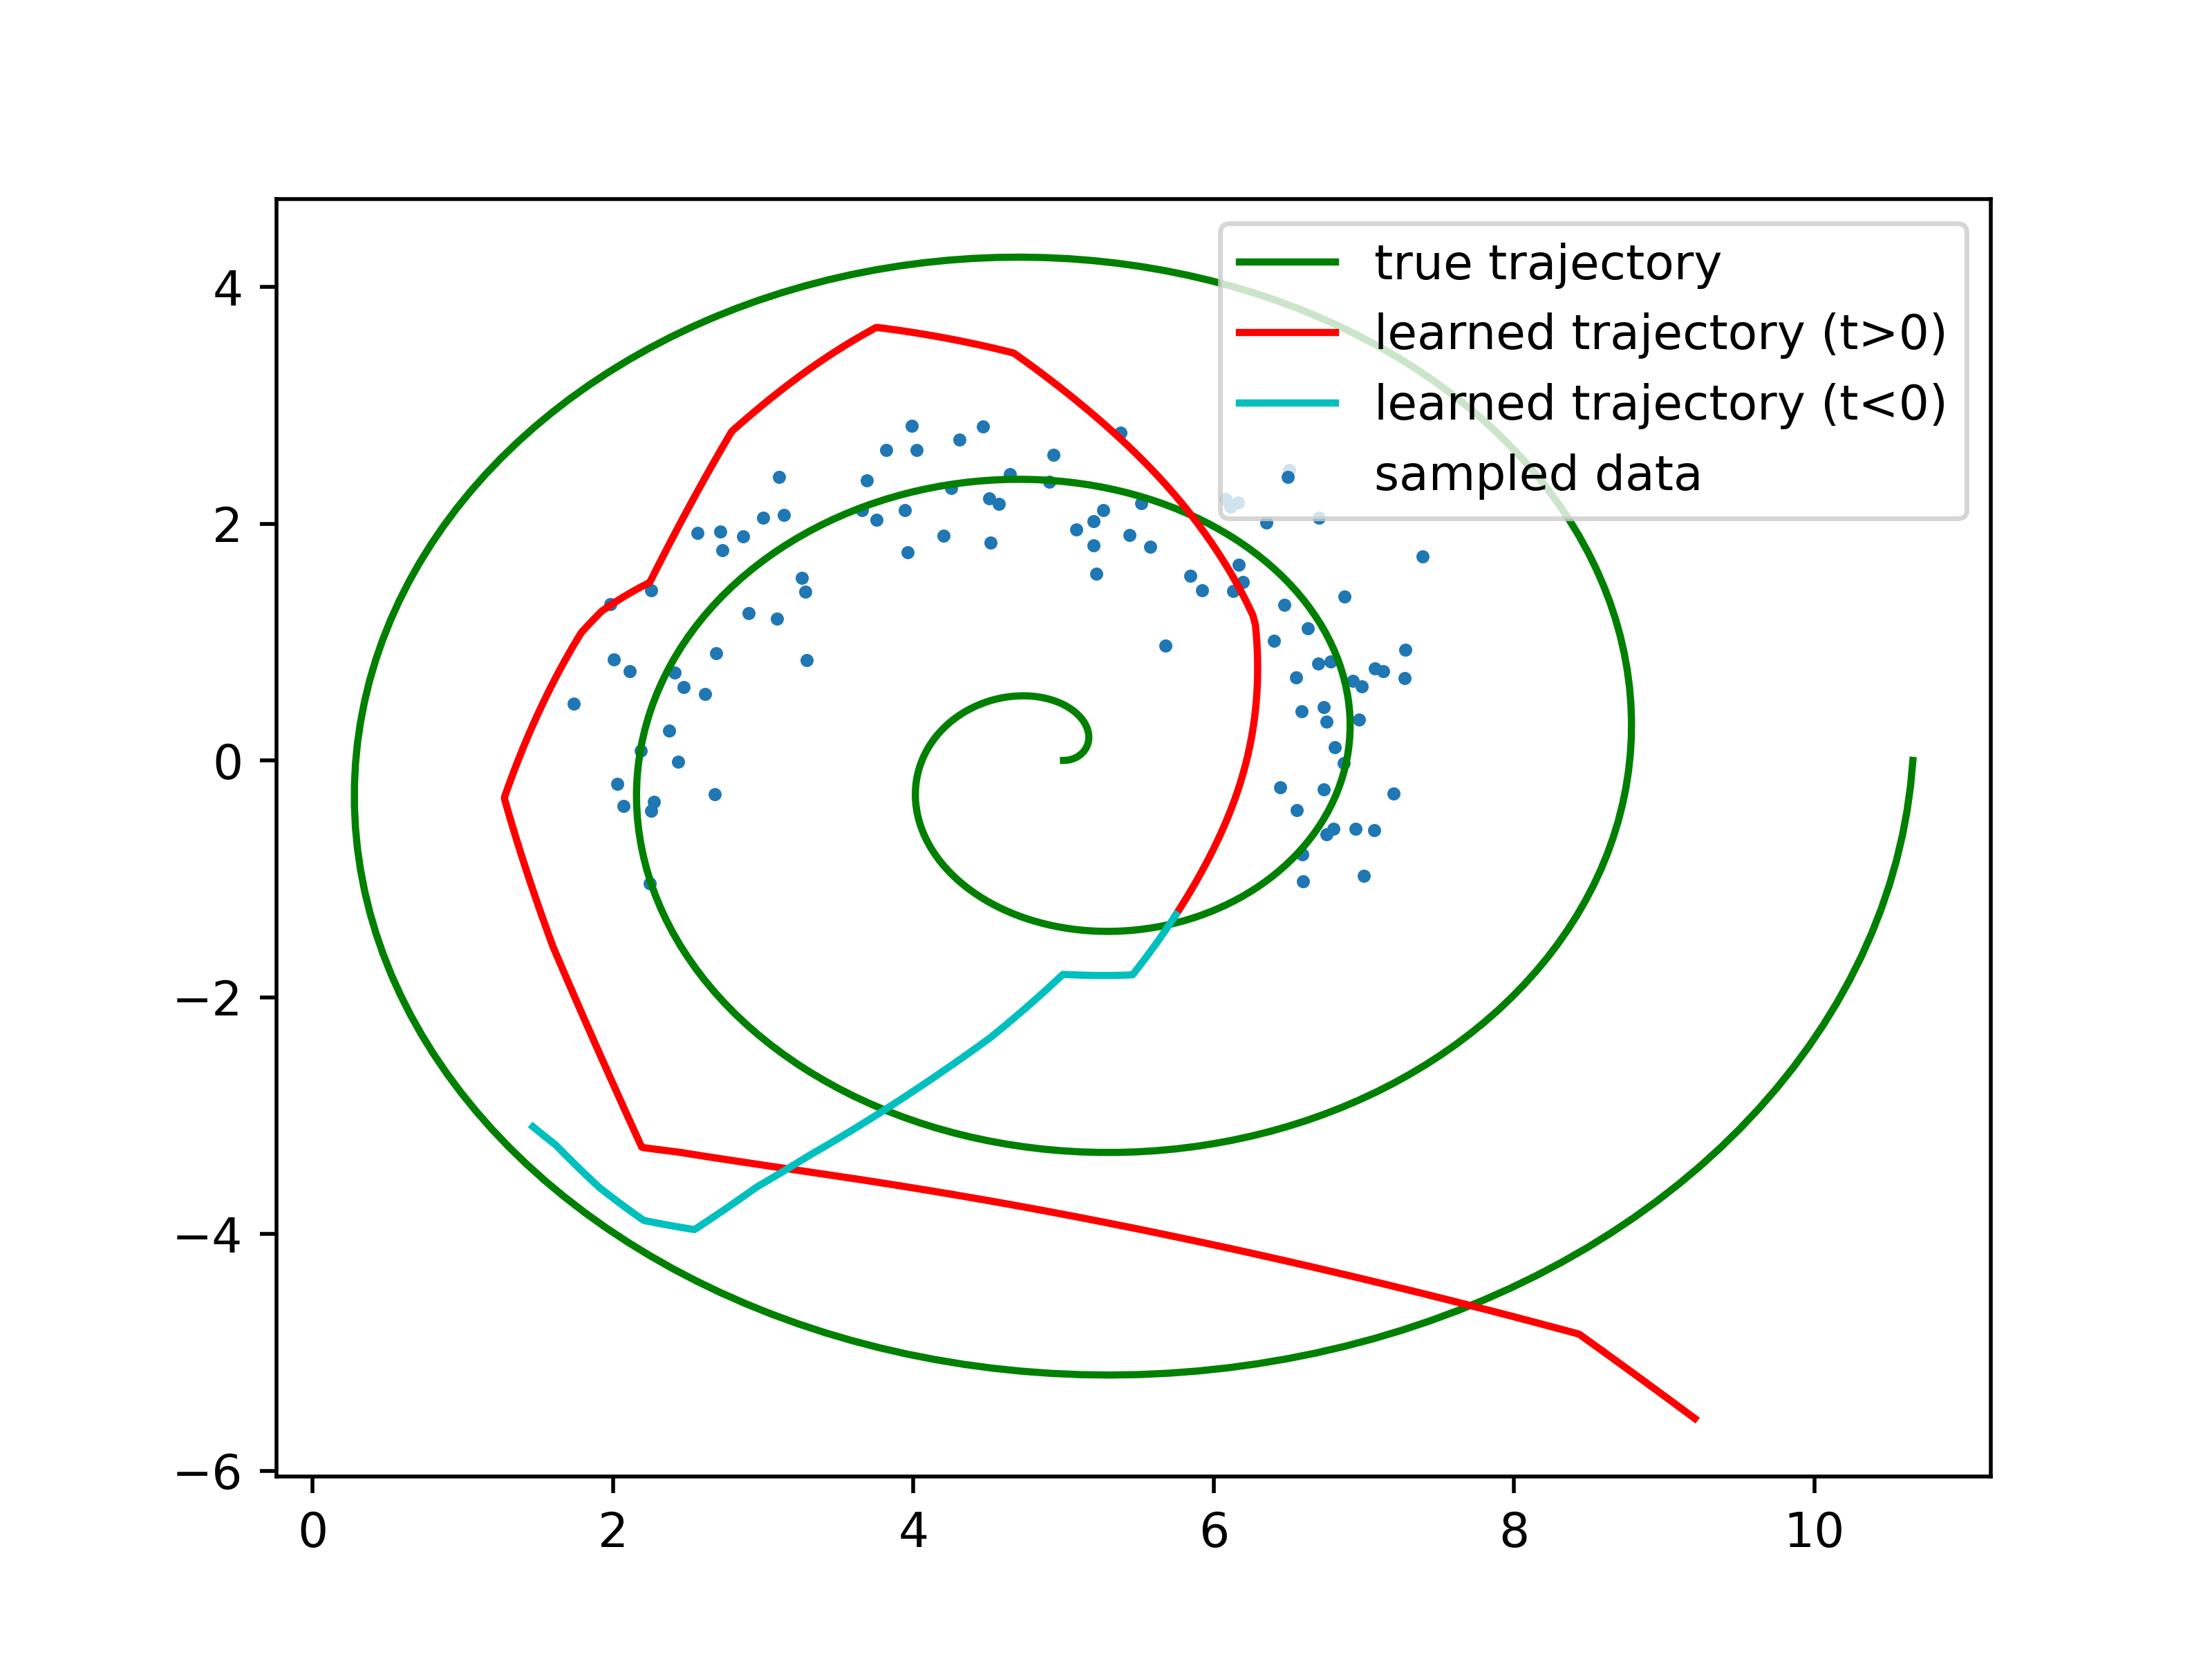 true trajectory
learned trajectory (t>0)
learned trajectory (t<0)
sampled data
4
2
0
−2
−4
−6
0 2 4 6 8 10